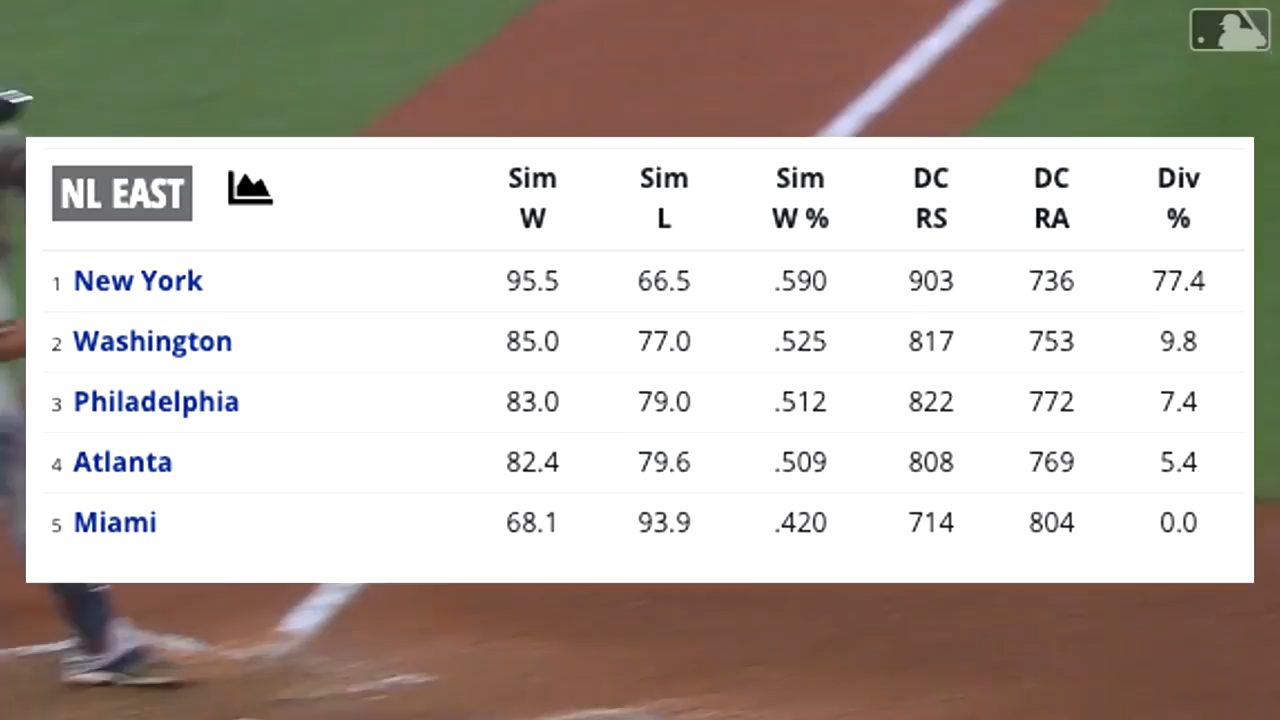 NL EAST Sim W Sim L Sim W % DC RS DC RA Div %
1 New York 95.5 66.5 .590 903 736 77.4
2 Washington 85.0 77.0 .525 817 753 9.8
3 Philadelphia 83.0 79.0 .512 822 772 7.4
4 Atlanta 82.4 79.6 .509 808 769 5.4
5 Miami 68.1 93.9 .420 714 804 0.0